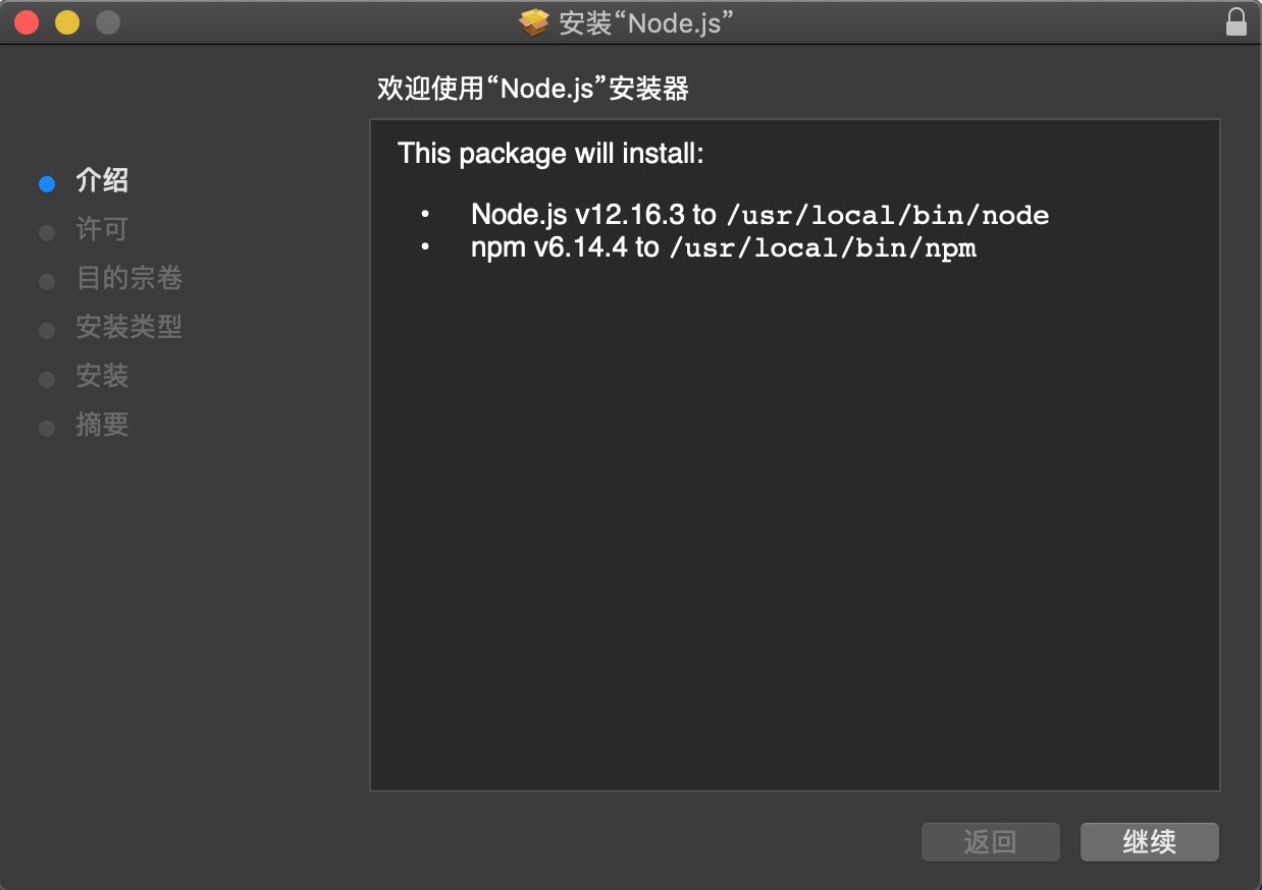 安装“Node.js”
欢迎使用“Node.js”安装器
介绍
许可
目的宗卷
安装类型
安装
摘要
This package will install:
• Node.js v12.16.3 to /usr/local/bin/node
• npm v6.14.4 to /usr/local/bin/npm
返回
继续